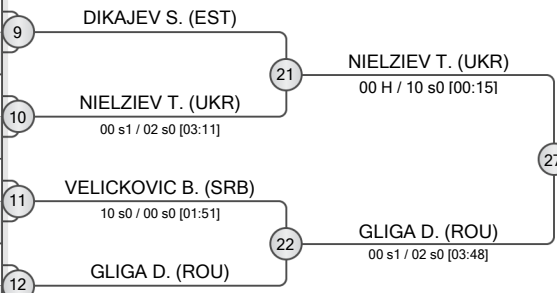 DIKAJEV S. (EST)
9
21
NIELZIEV T. (UKR)
00 H / 10 s0 [00:15]
NIELZIEV T. (UKR)
10
00 s1 / 02 s0 [03:11]
27
VELICKOVIC B. (SRB)
11
10 s0 / 00 s0 [01:51]
22
GLIGA D. (ROU)
00 s1 / 02 s0 [03:48]
GLIGA D. (ROU)
12